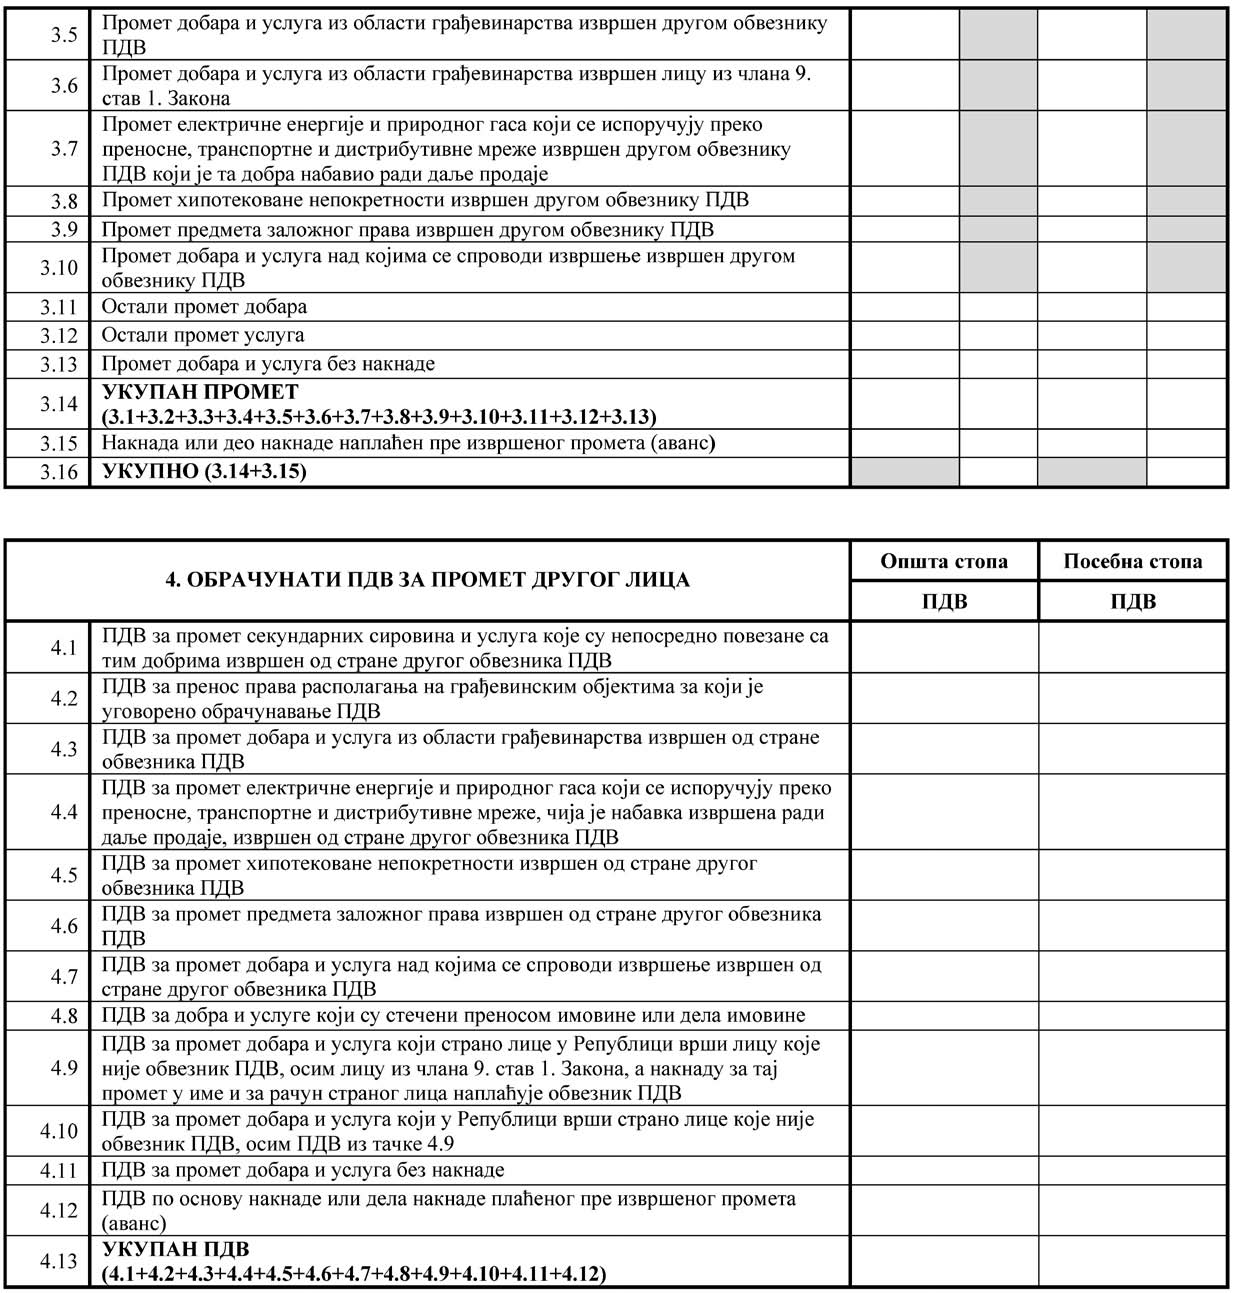 3.5 Промет добара и услуга из области грађевинарства извршен другом обвезнику
ПДВ
3.6 Промет добара и услуга из области грађевинарства извршен лицу из члана 9.
став 1. Закона
3.7 Промет електричне енергије и природног гаса који се испоручују преко
преносне, транспортне и дистрибутивне мреже извршен другом обвезнику
ПДВ који је та добра набавио ради даље продаје
3.8 Промет хипотековане непокретности извршен другом обвезнику ПДВ
3.9 Промет предмета заложног права извршен другом обвезнику ПДВ
3.10 Промет добара и услуга над којима се спроводи извршење извршен другом
обвезнику ПДВ
3.11 Остали промет добара
3.12 Остали промет услуга
3.13 Промет добара и услуга без накнаде
3.14 УКУПАН ПРОМЕТ
(3.1+3.2+3.3+3.4+3.5+3.6+3.7+3.8+3.9+3.10+3.11+3.12+3.13)
3.15 Накнада или део накнаде наплаћен пре извршеног промета (аванс)
3.16 УКУПНО (3.14+3.15)
4. ОБРАЧУНАТИ ПДВ ЗА ПРОМЕТ ДРУГОГ ЛИЦА
Општа стопа Посебна стопа
ПДВ ПДВ
4.1 ПДВ за промет секундарних сировина и услуга које су непосредно повезане са
тим добрима извршен од стране другог обвезника ПДВ
4.2 ПДВ за пренос права располагања на грађевинским објектима за који је
уговорено обрачунавање ПДВ
4.3 ПДВ за промет добара и услуга из области грађевинарства извршен од стране
обвезника ПДВ
4.4 ПДВ за промет електричне енергије и природног гаса који се испоручују преко
преносне, транспортне и дистрибутивне мреже, чија је набавка извршена ради
даље продаје, извршен од стране другог обвезника ПДВ
4.5 ПДВ за промет хипотековане непокретности извршен од стране другог
обвезника ПДВ
4.6 ПДВ за промет предмета заложног права извршен од стране другог обвезника
ПДВ
4.7 ПДВ за промет добара и услуга над којима се спроводи извршење извршен од
стране другог обвезника ПДВ
4.8 ПДВ за добра и услуге који су стечени преносом имовине или дела имовине
4.9 ПДВ за промет добара и услуга који страно лице у Републици врши лицу које
није обвезник ПДВ, осим лицу из члана 9. став 1. Закона, а накнаду за тај
промет у име и за рачун страног лица наплаћује обвезник ПДВ
4.10 ПДВ за промет добара и услуга који у Републици врши страно лице које није
обвезник ПДВ, осим ПДВ из тачке 4.9
4.11 ПДВ за промет добара и услуга без накнаде
4.12 ПДВ по основу накнаде или дела накнаде плаћеног пре извршеног промета
(аванс)
4.13 УКУПАН ПДВ
(4.1+4.2+4.3+4.4+4.5+4.6+4.7+4.8+4.9+4.10+4.11+4.12)